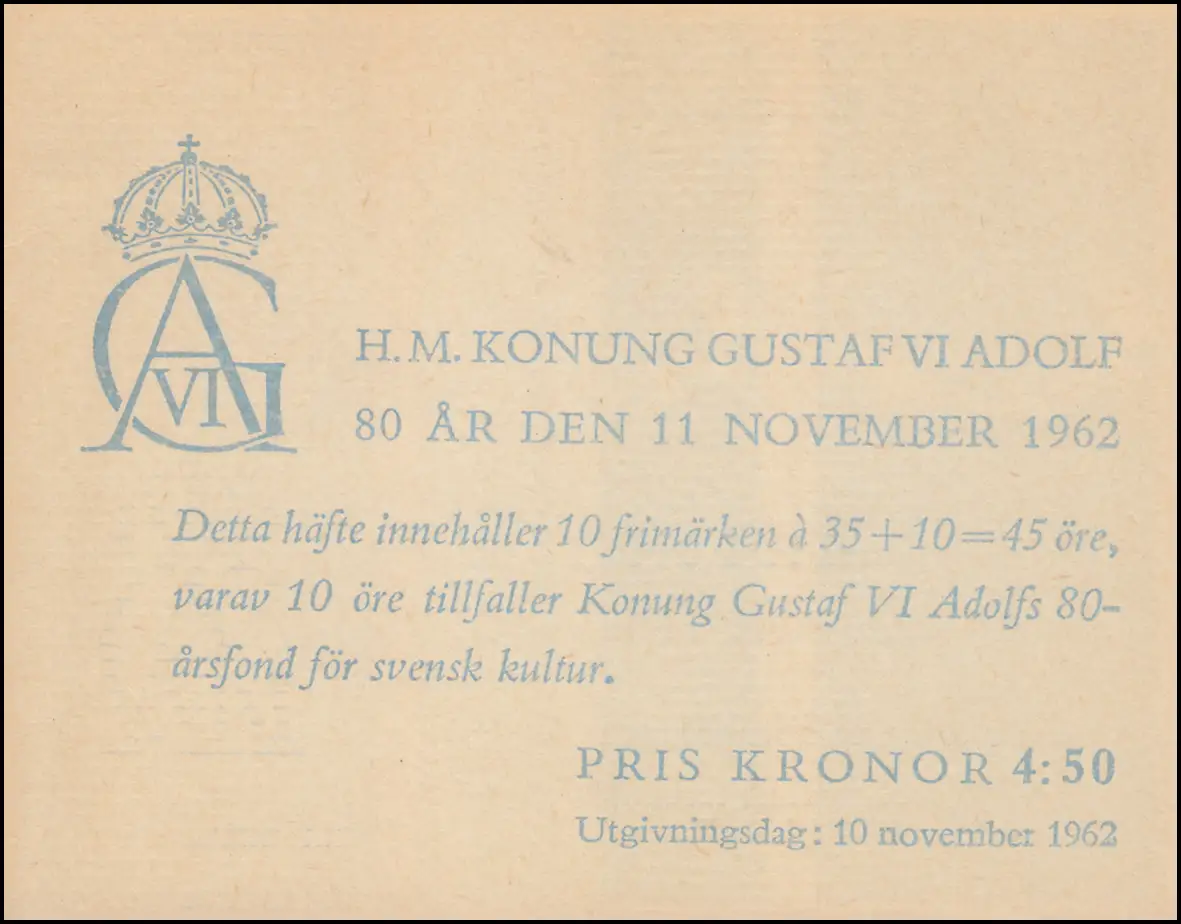 GA
VI
H.M. KONUNG GUSTAF VI ADOLF
80 ÅR DEN 11 NOVEMBER 1962
Detta häfte innehåller 10 frimärken à 35+10=45 öre,
varav 10 öre tillfaller Konung Gustaf VI Adolfs 80-
årsfond för svensk kultur.
PRIS KRONOR 4:50
Utgivningsdag: 10 november 1962